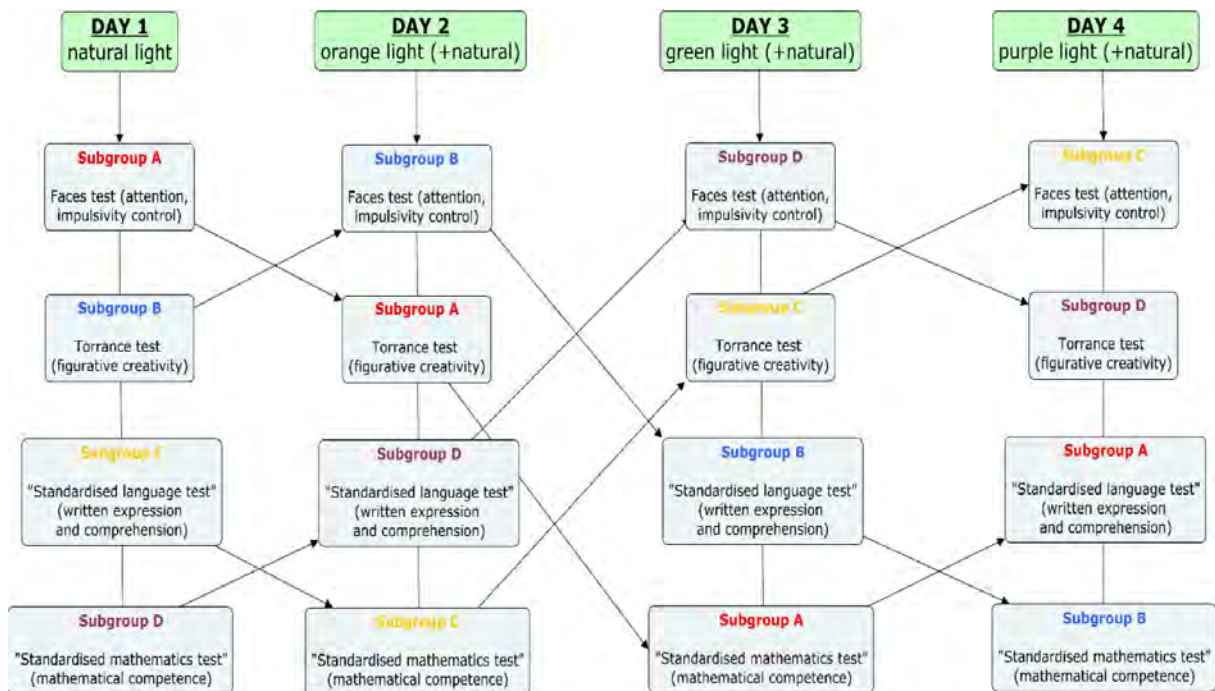 DAY 1
natural light
DAY 2
orange light (+natural)
DAY 3
green light (+natural)
DAY 4
purple light (+natural)
Subgroup A
Faces test (attention,
impulsivity control)
Subgroup B
Faces test (attention,
impulsivity control)
Subgroup D
Faces test (attention,
impulsivity control)
Subgroup C
Faces test (attention,
impulsivity control)
Subgroup B
Torrance test
(figurative creativity)
Subgroup A
Torrance test
(figurative creativity)
Subgroup C
Torrance test
(figurative creativity)
Subgroup D
Torrance test
(figurative creativity)
"Standardised language test"
(written expression
and comprehension)
Subgroup D
"Standardised language test"
(written expression
and comprehension)
Subgroup B
"Standardised language test"
(written expression
and comprehension)
Subgroup A
"Standardised language test"
(written expression
and comprehension)
Subgroup D
"Standardised mathematics test"
(mathematical competence)
Subgroup C
"Standardised mathematics test"
(mathematical competence)
Subgroup A
"Standardised mathematics test"
(mathematical competence)
Subgroup B
"Standardised mathematics test"
(mathematical competence)